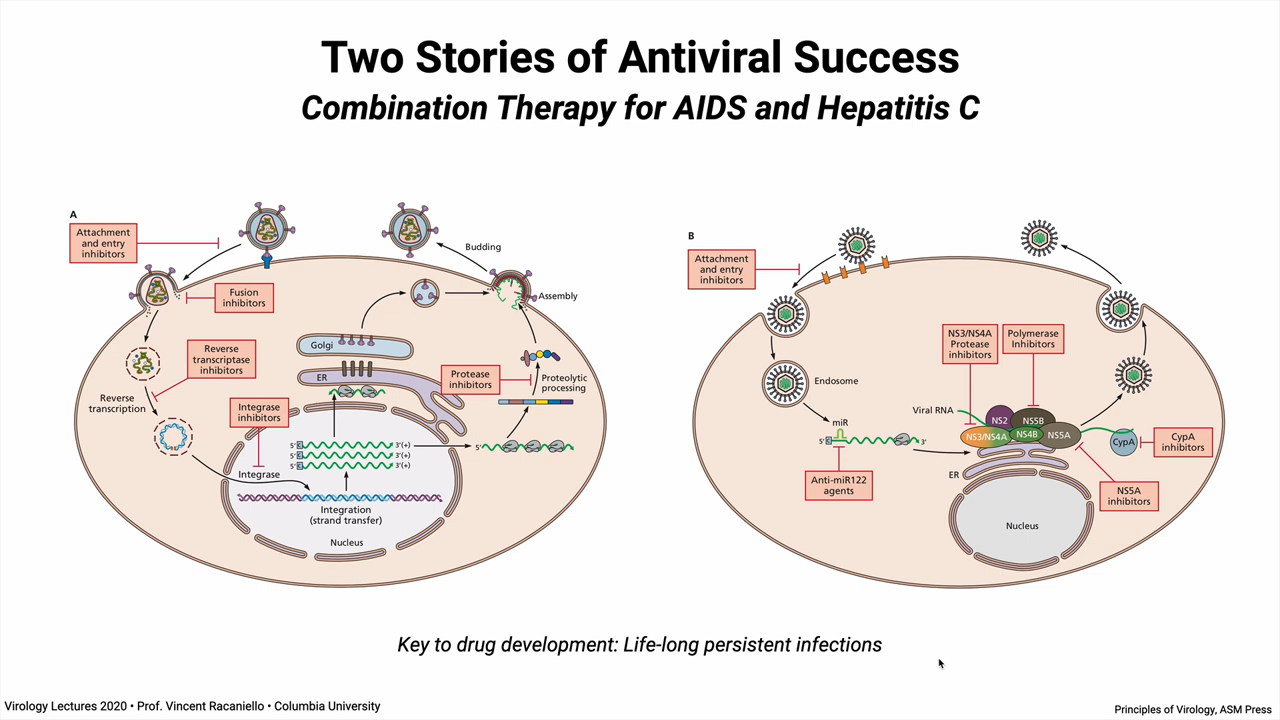 Two Stories of Antiviral Success
Combination Therapy for AIDS and Hepatitis C
A
Attachment
and entry
inhibitors
Fusion
inhibitors
Reverse
transcriptase
inhibitors
Reverse
transcription
Integrase
inhibitors
Integrase
Golgi
ER
5' C 3'(+)
5' C 3'(+)
5' C 3'(+)
Integration
(strand transfer)
Nucleus
Budding
Assembly
Protease
inhibitors
Proteolytic
processing
5' 3'
B
Attachment
and entry
inhibitors
Endosome
miR
5' C 3'
Anti-miR122
agents
NS3/NS4A
Protease
inhibitors
Polymerase
Inhibitors
Viral RNA
NS2
NS5B
NS3/NS4A
NS4B
NS5A
CypA
CypA
inhibitors
NS5A
inhibitors
ER
Nucleus
Key to drug development: Life-long persistent infections
Virology Lectures 2020 • Prof. Vincent Racaniello • Columbia University
Principles of Virology, ASM Press